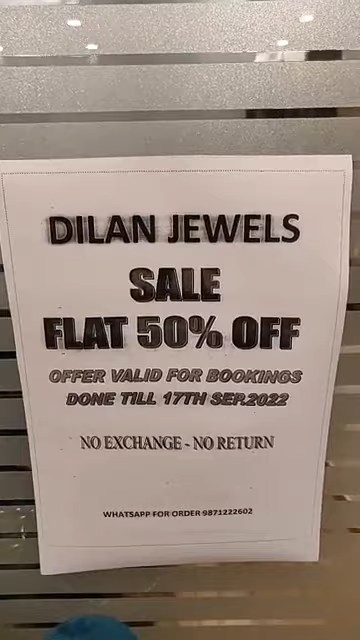 DILAN JEWELS
SALE
FLAT 50% OFF
OFFER VALID FOR BOOKINGS
DONE TILL 17TH SEP.2022
NO EXCHANGE - NO RETURN
WHATSAPP FOR ORDER 9871222602